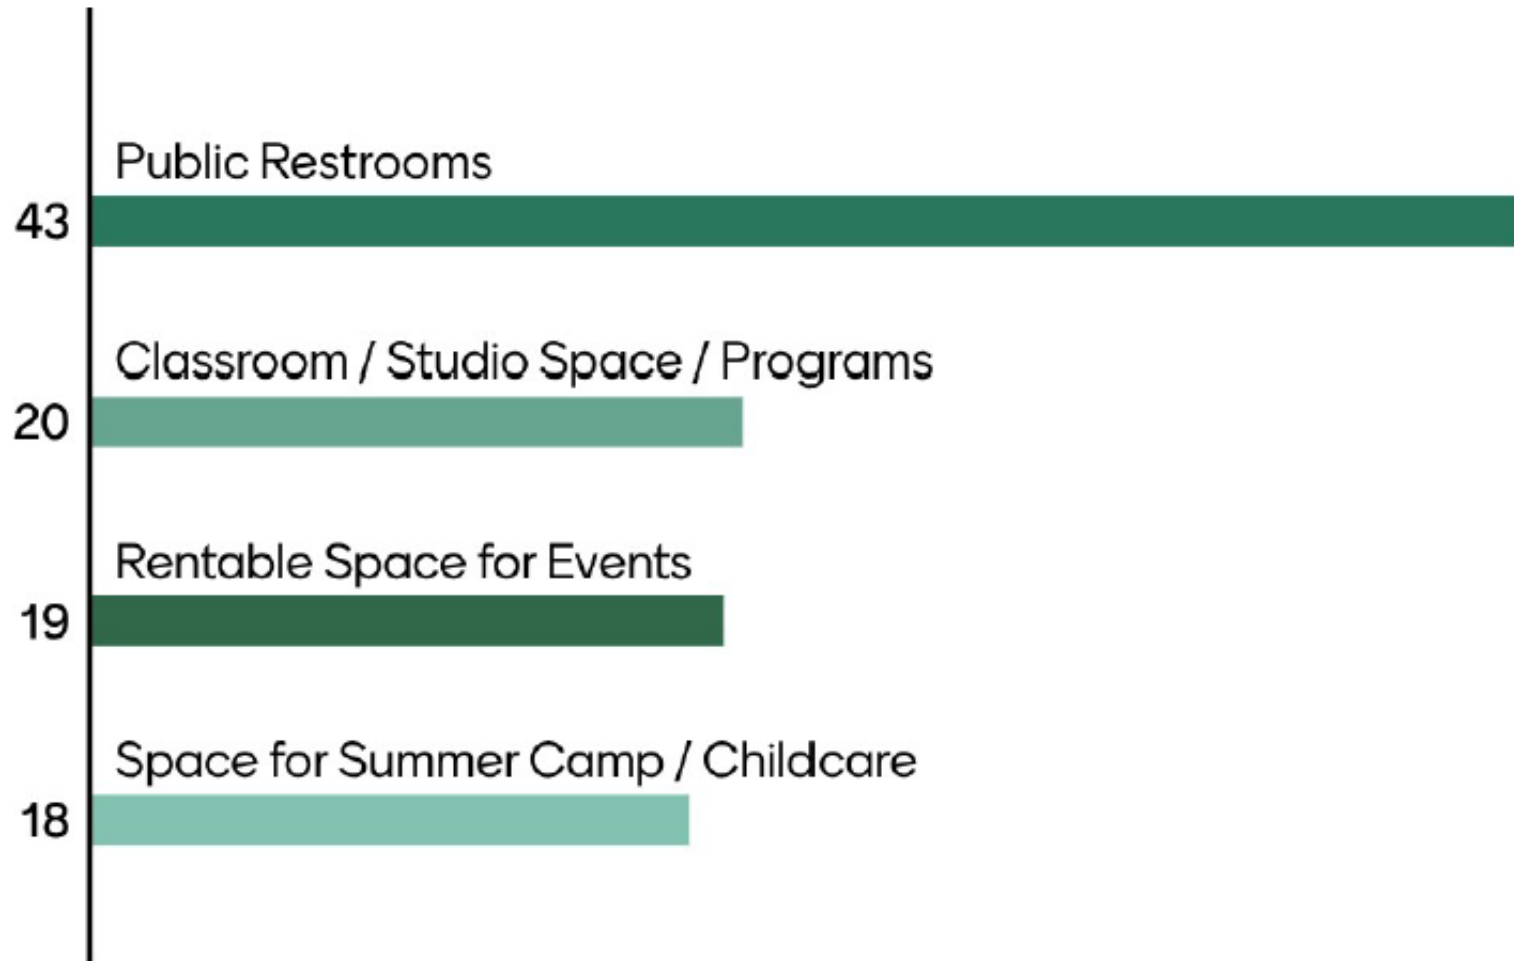 Public Restrooms
43
Classroom / Studio Space / Programs
20
Rentable Space for Events
19
Space for Summer Camp / Childcare
18